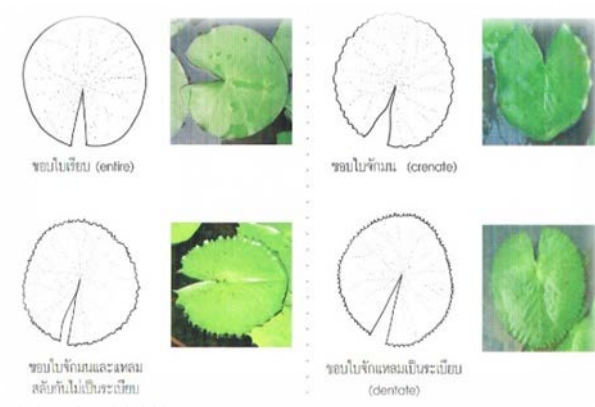 ขอบใบเรียบ (entire)
ขอบใบจักมน (crenate)
ขอบใบจักมนและแหลม
สลับกันไม่เป็นระเบียบ
ขอบใบจักแหลมเป็นระเบียบ
(dentate)